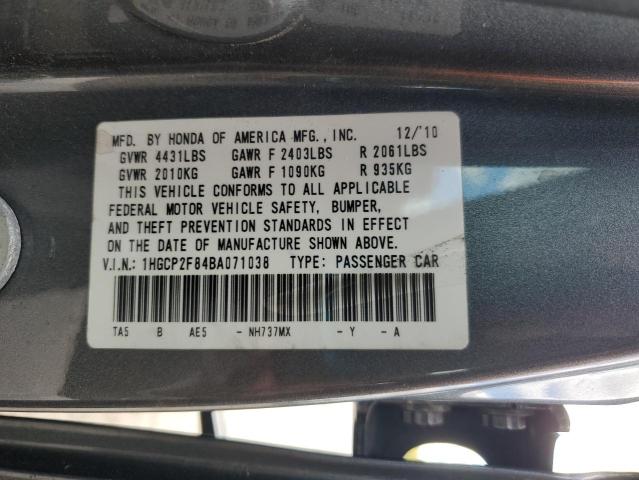 MFD. BY HONDA OF AMERICA MFG., INC. 12/'10
GVWR 4431LBS GAWR F 2403LBS R 2061LBS
GVWR 2010KG GAWR F 1090KG R 935KG
THIS VEHICLE CONFORMS TO ALL APPLICABLE
FEDERAL MOTOR VEHICLE SAFETY, BUMPER,
AND THEFT PREVENTION STANDARDS IN EFFECT
ON THE DATE OF MANUFACTURE SHOWN ABOVE.
V.I.N.: 1HGCP2F84BA071038 TYPE: PASSENGER CAR
TA5 B AE5 - NH737MX - Y - A